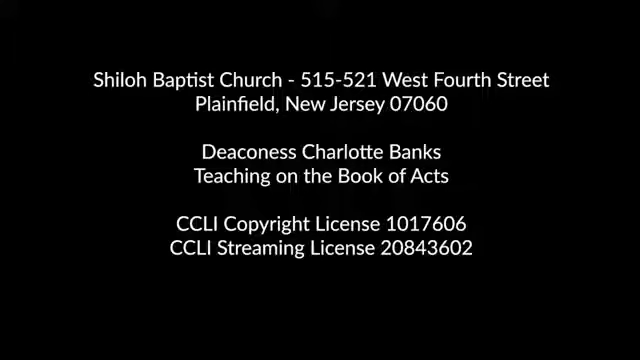 Shiloh Baptist Church - 515-521 West Fourth Street
Plainfield, New Jersey 07060
Deaconess Charlotte Banks
Teaching on the Book of Acts
CCLI Copyright License 1017606
CCLI Streaming License 20843602